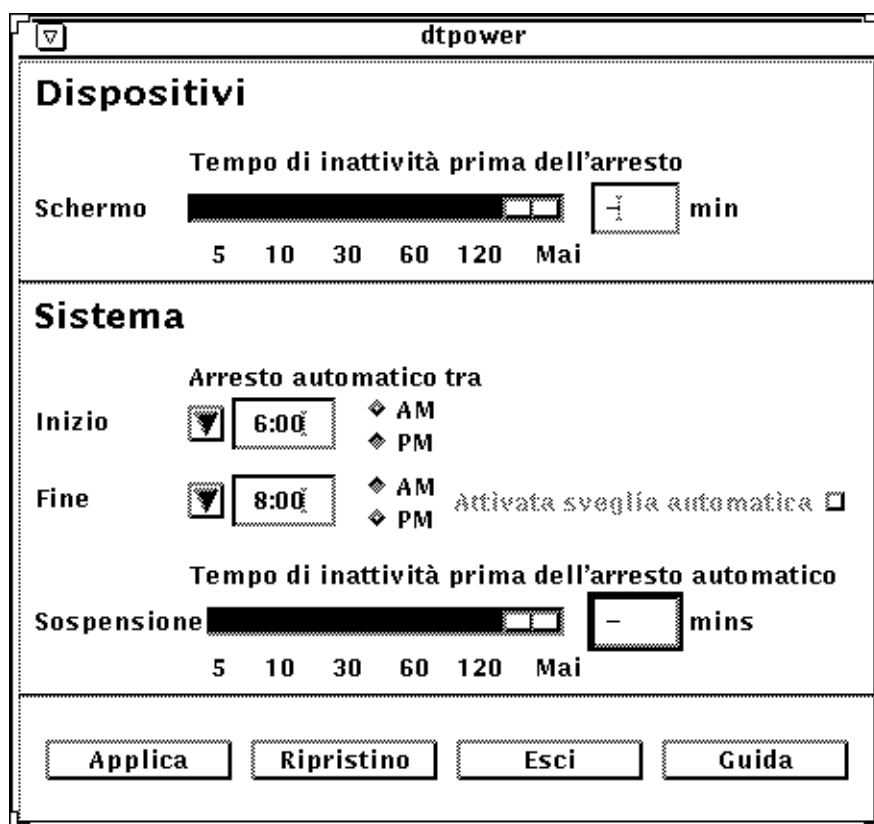 dtpower
Dispositivi
Tempo di inattività prima dell'arresto
Schermo – min
5 10 30 60 120 Mai
Sistema
Arresto automatico tra
Inizio 6:00 AM
PM
Fine 8:00 AM
PM Attivata sveglia automatica
Tempo di inattività prima dell'arresto automatico
Sospensione – mins
5 10 30 60 120 Mai
Applica Ripristino Esci Guida